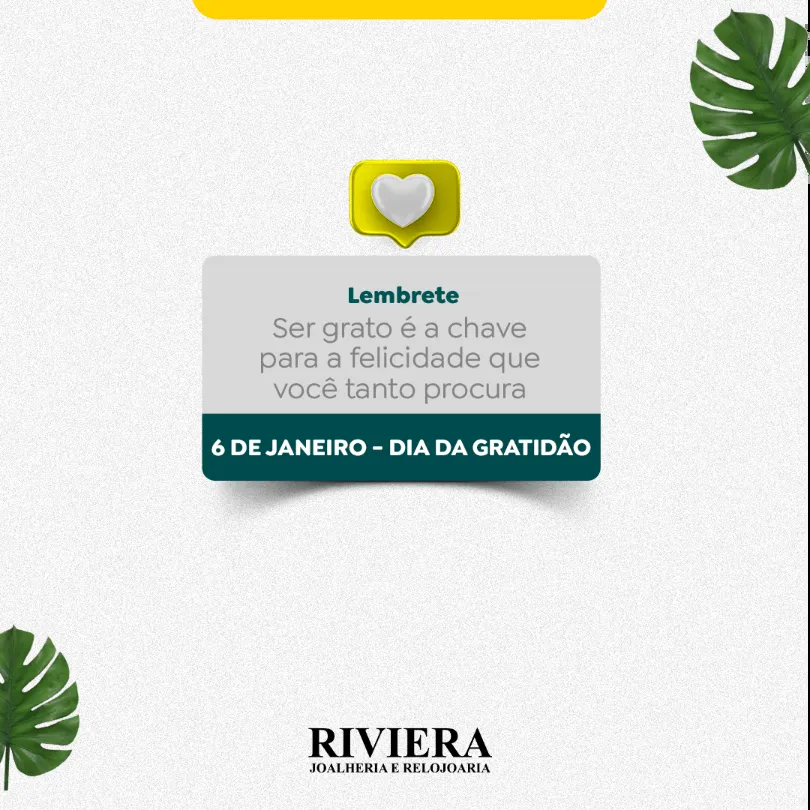 Lembrete
Ser grato é a chave
para a felicidade que
você tanto procura
6 DE JANEIRO - DIA DA GRATIDÃO
RIVIERA
JOALHERIA E RELOJOARIA